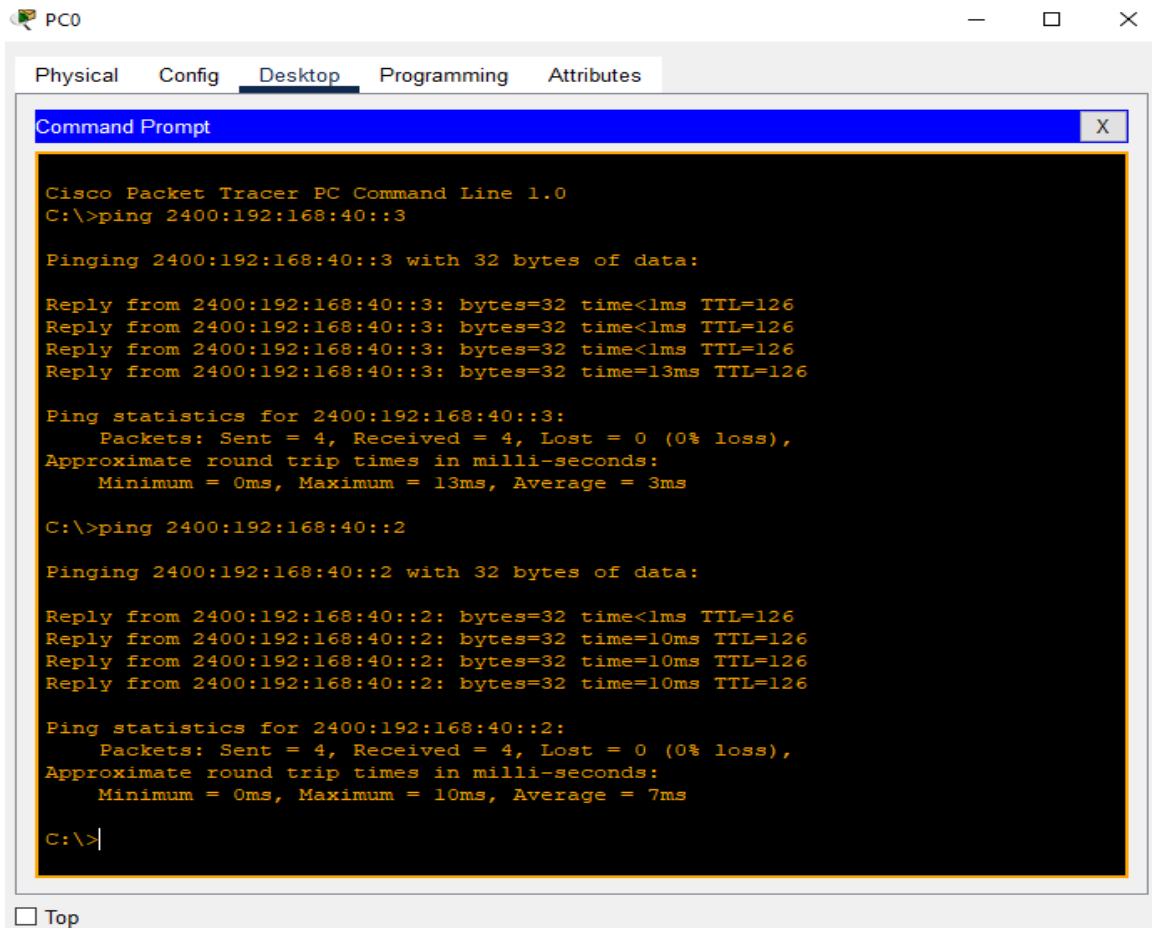 PC0
Physical Config Desktop Programming Attributes
Command Prompt X
Cisco Packet Tracer PC Command Line 1.0
C:\>ping 2400:192:168:40::3
Pinging 2400:192:168:40::3 with 32 bytes of data:
Reply from 2400:192:168:40::3: bytes=32 time<1ms TTL=126
Reply from 2400:192:168:40::3: bytes=32 time<1ms TTL=126
Reply from 2400:192:168:40::3: bytes=32 time<1ms TTL=126
Reply from 2400:192:168:40::3: bytes=32 time=13ms TTL=126
Ping statistics for 2400:192:168:40::3:
Packets: Sent = 4, Received = 4, Lost = 0 (0% loss),
Approximate round trip times in milli-seconds:
Minimum = 0ms, Maximum = 13ms, Average = 3ms
C:\>ping 2400:192:168:40::2
Pinging 2400:192:168:40::2 with 32 bytes of data:
Reply from 2400:192:168:40::2: bytes=32 time<1ms TTL=126
Reply from 2400:192:168:40::2: bytes=32 time=10ms TTL=126
Reply from 2400:192:168:40::2: bytes=32 time=10ms TTL=126
Reply from 2400:192:168:40::2: bytes=32 time=10ms TTL=126
Ping statistics for 2400:192:168:40::2:
Packets: Sent = 4, Received = 4, Lost = 0 (0% loss),
Approximate round trip times in milli-seconds:
Minimum = 0ms, Maximum = 10ms, Average = 7ms
C:\>
Top